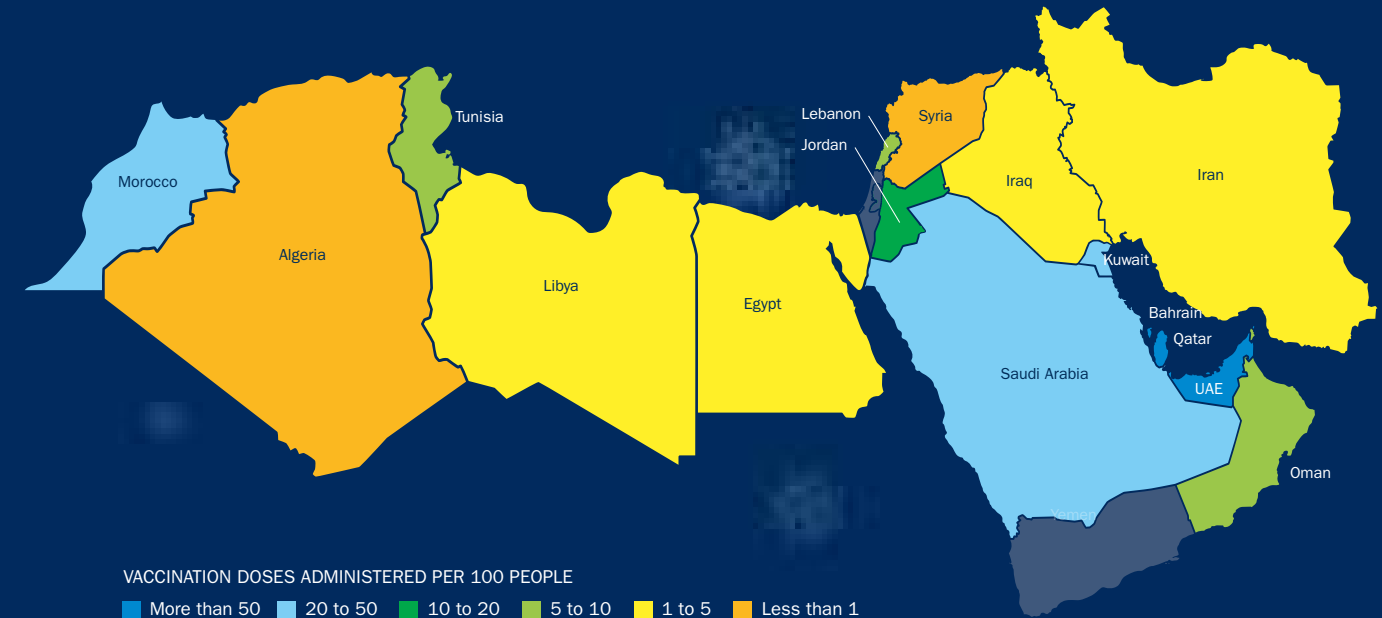 Tunisia
Lebanon
Jordan
Syria
Morocco
Iraq
Iran
Algeria
Libya
Egypt
Kuwait
Bahrain
Qatar
Saudi Arabia
UAE
Oman
Yemen
VACCINATION DOSES ADMINISTERED PER 100 PEOPLE
More than 50 20 to 50 10 to 20 5 to 10 1 to 5 Less than 1